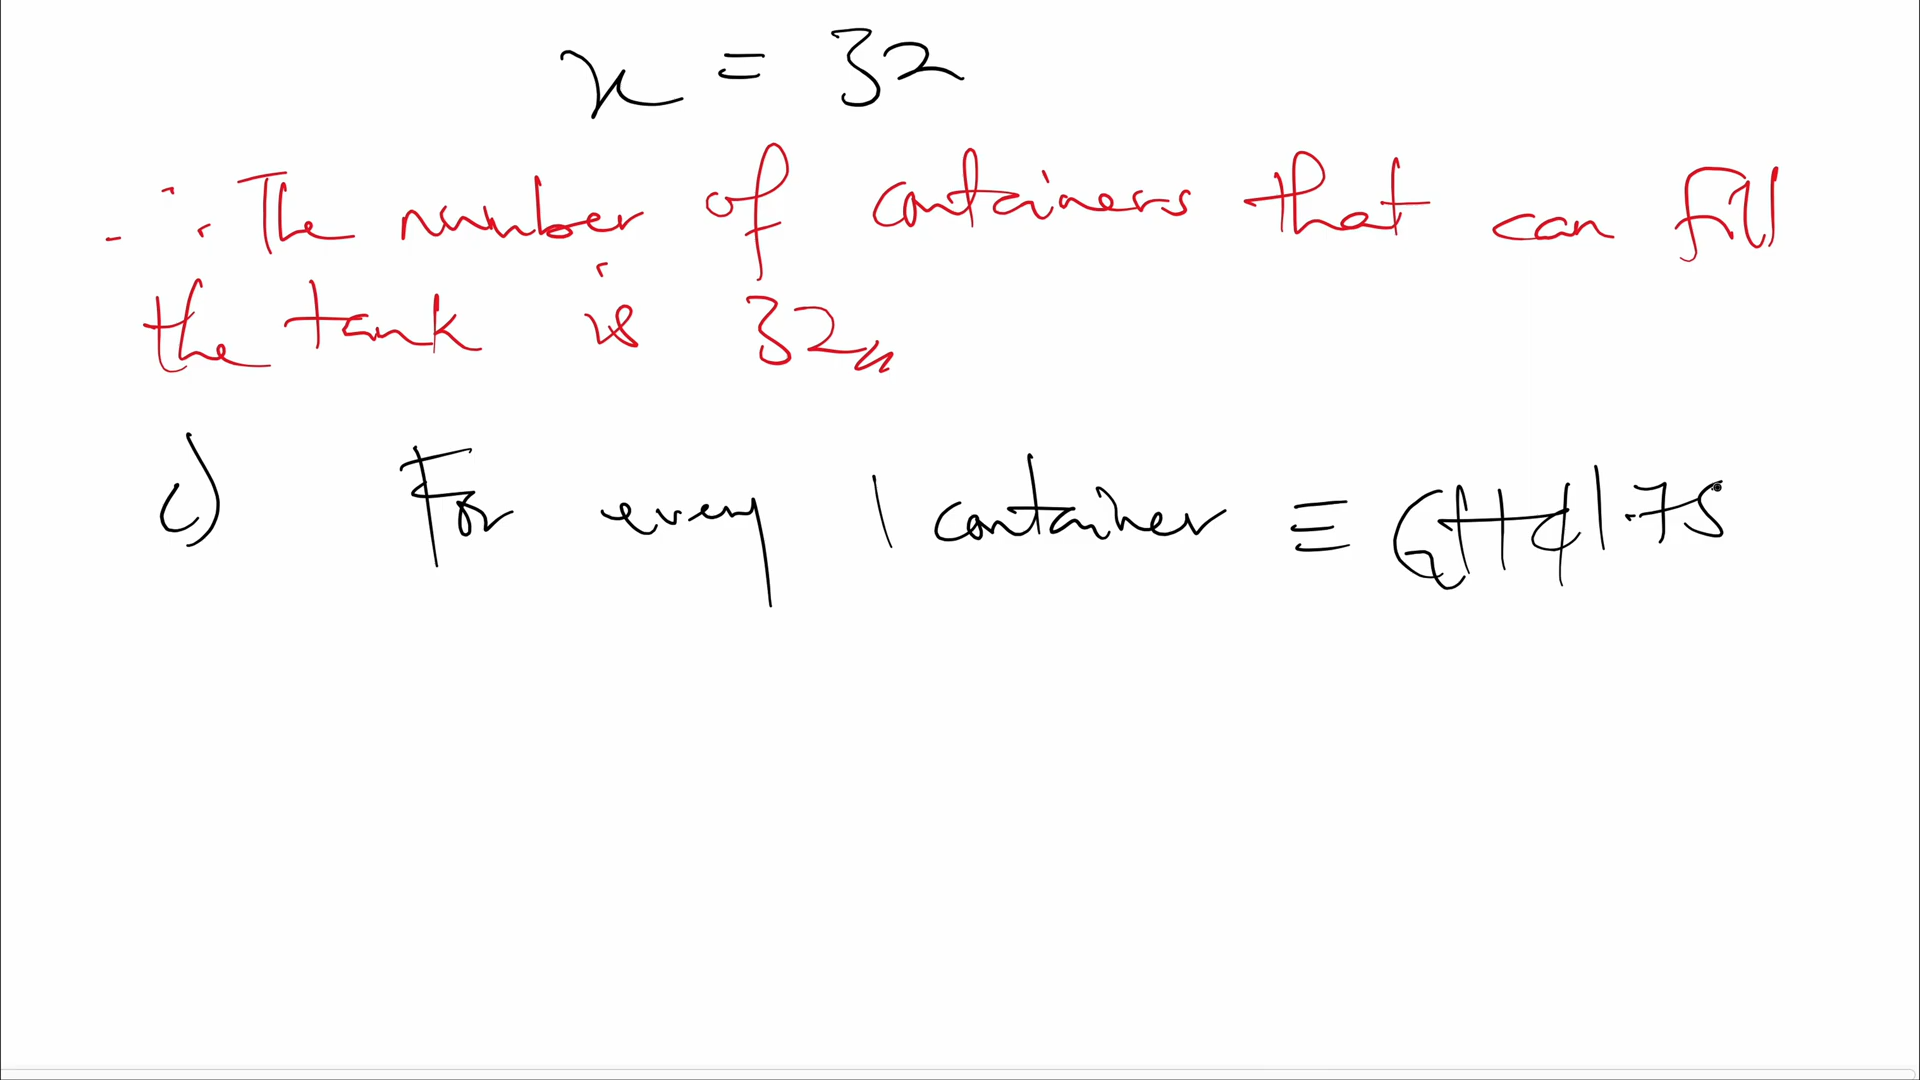 x = 32
∴ The number of containers that can fill
the tank is 32
c) For every 1 container ≡ GH¢1.75